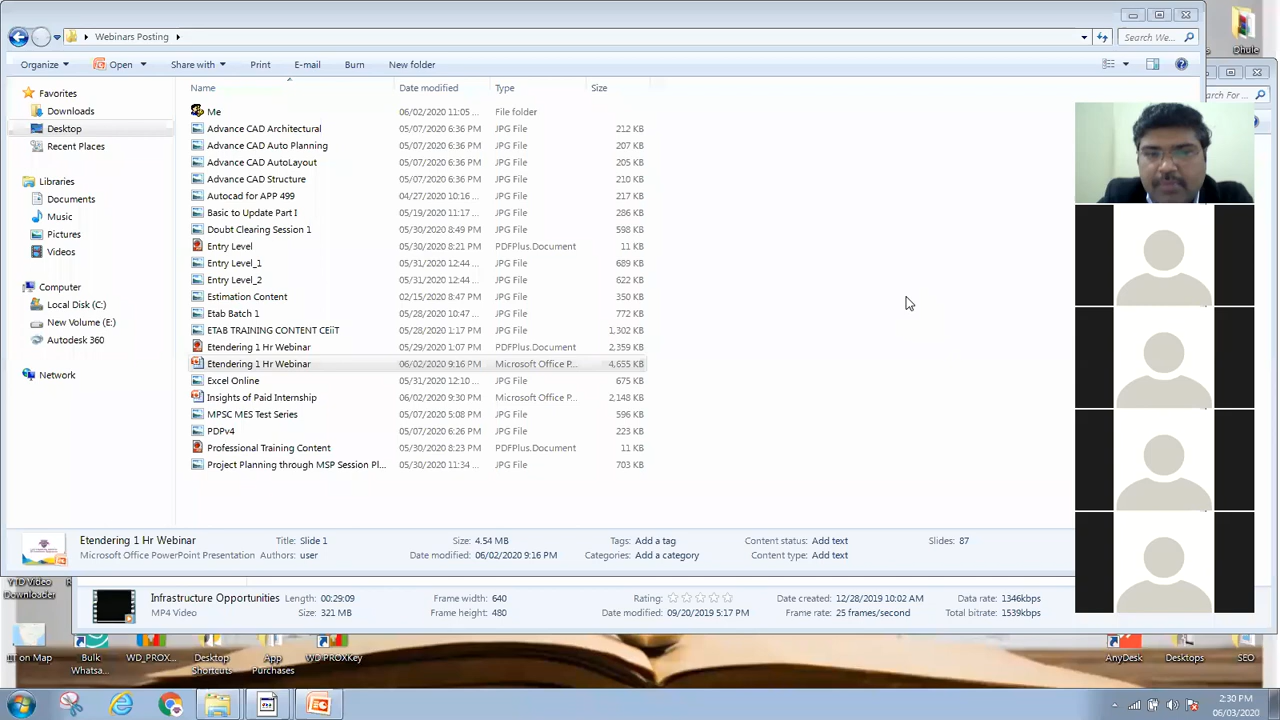 Webinars Posting
Search We...
Dhule
Organize Open Share with Print E-mail Burn New folder
arch For ...
Favorites
Downloads
Desktop
Recent Places
Libraries
Documents
Music
Pictures
Videos
Computer
Local Disk (C:)
New Volume (E:)
Autodesk 360
Network
Name Date modified Type Size
Me 06/02/2020 11:05 ... File folder
Advance CAD Architectural 05/07/2020 6:36 PM JPG File 212 KB
Advance CAD Auto Planning 05/07/2020 6:36 PM JPG File 207 KB
Advance CAD AutoLayout 05/07/2020 6:36 PM JPG File 205 KB
Advance CAD Structure 05/07/2020 6:36 PM JPG File 210 KB
Autocad for APP 499 04/27/2020 10:16 ... JPG File 217 KB
Basic to Update Part I 05/19/2020 11:17 ... JPG File 286 KB
Doubt Clearing Session 1 05/30/2020 8:49 PM JPG File 598 KB
Entry Level 05/30/2020 8:21 PM PDFPlus.Document 11 KB
Entry Level_1 05/31/2020 12:44 ... JPG File 689 KB
Entry Level_2 05/31/2020 12:44 ... JPG File 622 KB
Estimation Content 02/15/2020 8:47 PM JPG File 350 KB
Etab Batch 1 05/28/2020 10:47 ... JPG File 772 KB
ETAB TRAINING CONTENT CEiiT 05/28/2020 1:17 PM JPG File 1,302 KB
Etendering 1 Hr Webinar 05/29/2020 1:07 PM PDFPlus.Document 2,359 KB
Etendering 1 Hr Webinar 06/02/2020 9:16 PM Microsoft Office P... 4,655 KB
Excel Online 05/31/2020 12:10 ... JPG File 675 KB
Insights of Paid Internship 06/02/2020 9:30 PM Microsoft Office P... 2,148 KB
MPSC MES Test Series 05/07/2020 5:08 PM JPG File 596 KB
PDPv4 05/07/2020 6:26 PM JPG File 223 KB
Professional Training Content 05/30/2020 8:23 PM PDFPlus.Document 11 KB
Project Planning through MSP Session Pl... 05/30/2020 11:34 ... JPG File 703 KB
Etendering 1 Hr Webinar Title: Slide 1 Size: 4.54 MB Tags: Add a tag Content status: Add text Slides: 87
Microsoft Office PowerPoint Presentation Authors: user Date modified: 06/02/2020 9:16 PM Categories: Add a category Content type: Add text
YTD Video
Downloader
Infrastructure Opportunities Length: 00:29:09 Frame width: 640 Rating: Date created: 12/28/2019 10:02 AM Data rate: 1346kbps
MP4 Video Size: 321 MB Frame height: 480 Date modified: 09/20/2019 5:17 PM Frame rate: 25 frames/second Total bitrate: 1539kbps
on Map
Bulk
Whatsa...
WD_PROX...
Desktop
Shortcuts
App
Purchases
WD PROXKey
AnyDesk
Desktops
SEO
2:30 PM
06/03/2020